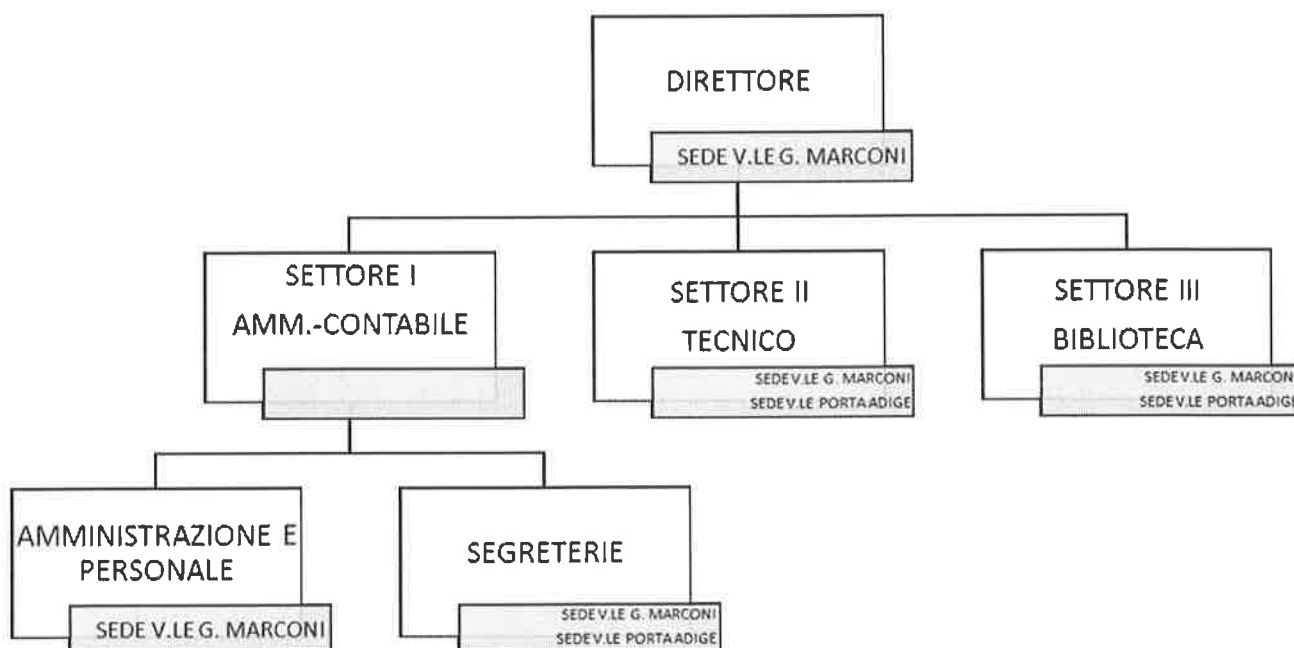 DIRETTORE
SEDE V.LE G. MARCONI
SETTORE I
AMM.-CONTABILE
SETTORE II
TECNICO
SEDE V.LE G. MARCONI
SEDE V.LE PORTA ADIGE
SETTORE III
BIBLIOTECA
SEDE V.LE G. MARCONI
SEDE V.LE PORTA ADIGE
AMMINISTRAZIONE E
PERSONALE
SEDE V.LE G. MARCONI
SEGRETERIE
SEDE V.LE G. MARCONI
SEDE V.LE PORTA ADIGE